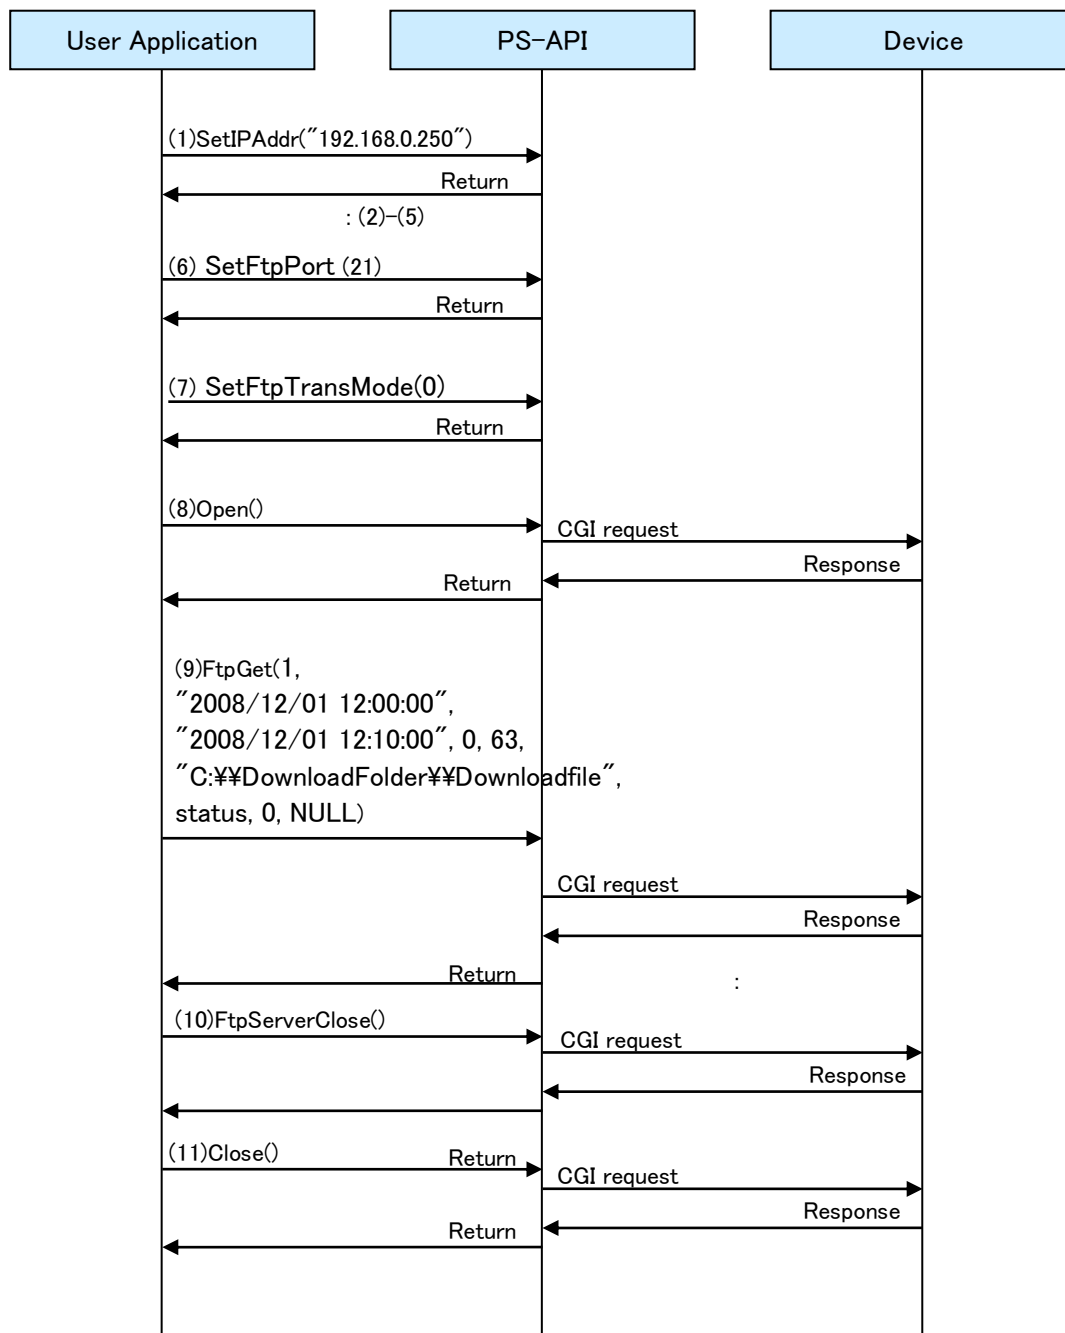 User Application
PS-API
Device
(1)SetIPAddr("192.168.0.250")
Return
: (2)-(5)
(6) SetFtpPort (21)
Return
(7) SetFtpTransMode(0)
Return
(8)Open()
CGI request
Response
Return
(9)FtpGet(1,
"2008/12/01 12:00:00",
"2008/12/01 12:10:00", 0, 63,
"C:¥¥DownloadFolder¥¥Downloadfile",
status, 0, NULL)
CGI request
Response
Return
:
(10)FtpServerClose()
CGI request
Response
(11)Close()
Return
CGI request
Response
Return